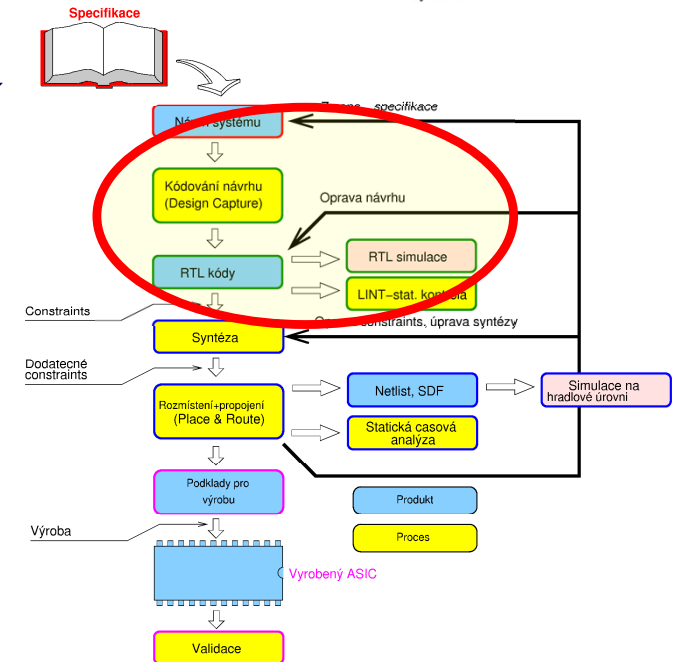 Specifikace
specifikace
Návrh systému
Kódování návrhu
(Design Capture)
Oprava návrhu
RTL kódy
RTL simulace
LINT–stat. kontrola
Constraints
constraints, úprava syntézy
Syntéza
Dodatecné
constraints
Rozmístení+propojení
(Place & Route)
Netlist, SDF
Simulace na
hradlové úrovni
Statická casová
analýza
Podklady pro
výrobu
Produkt
Proces
Výroba
Vyrobený ASIC
Validace